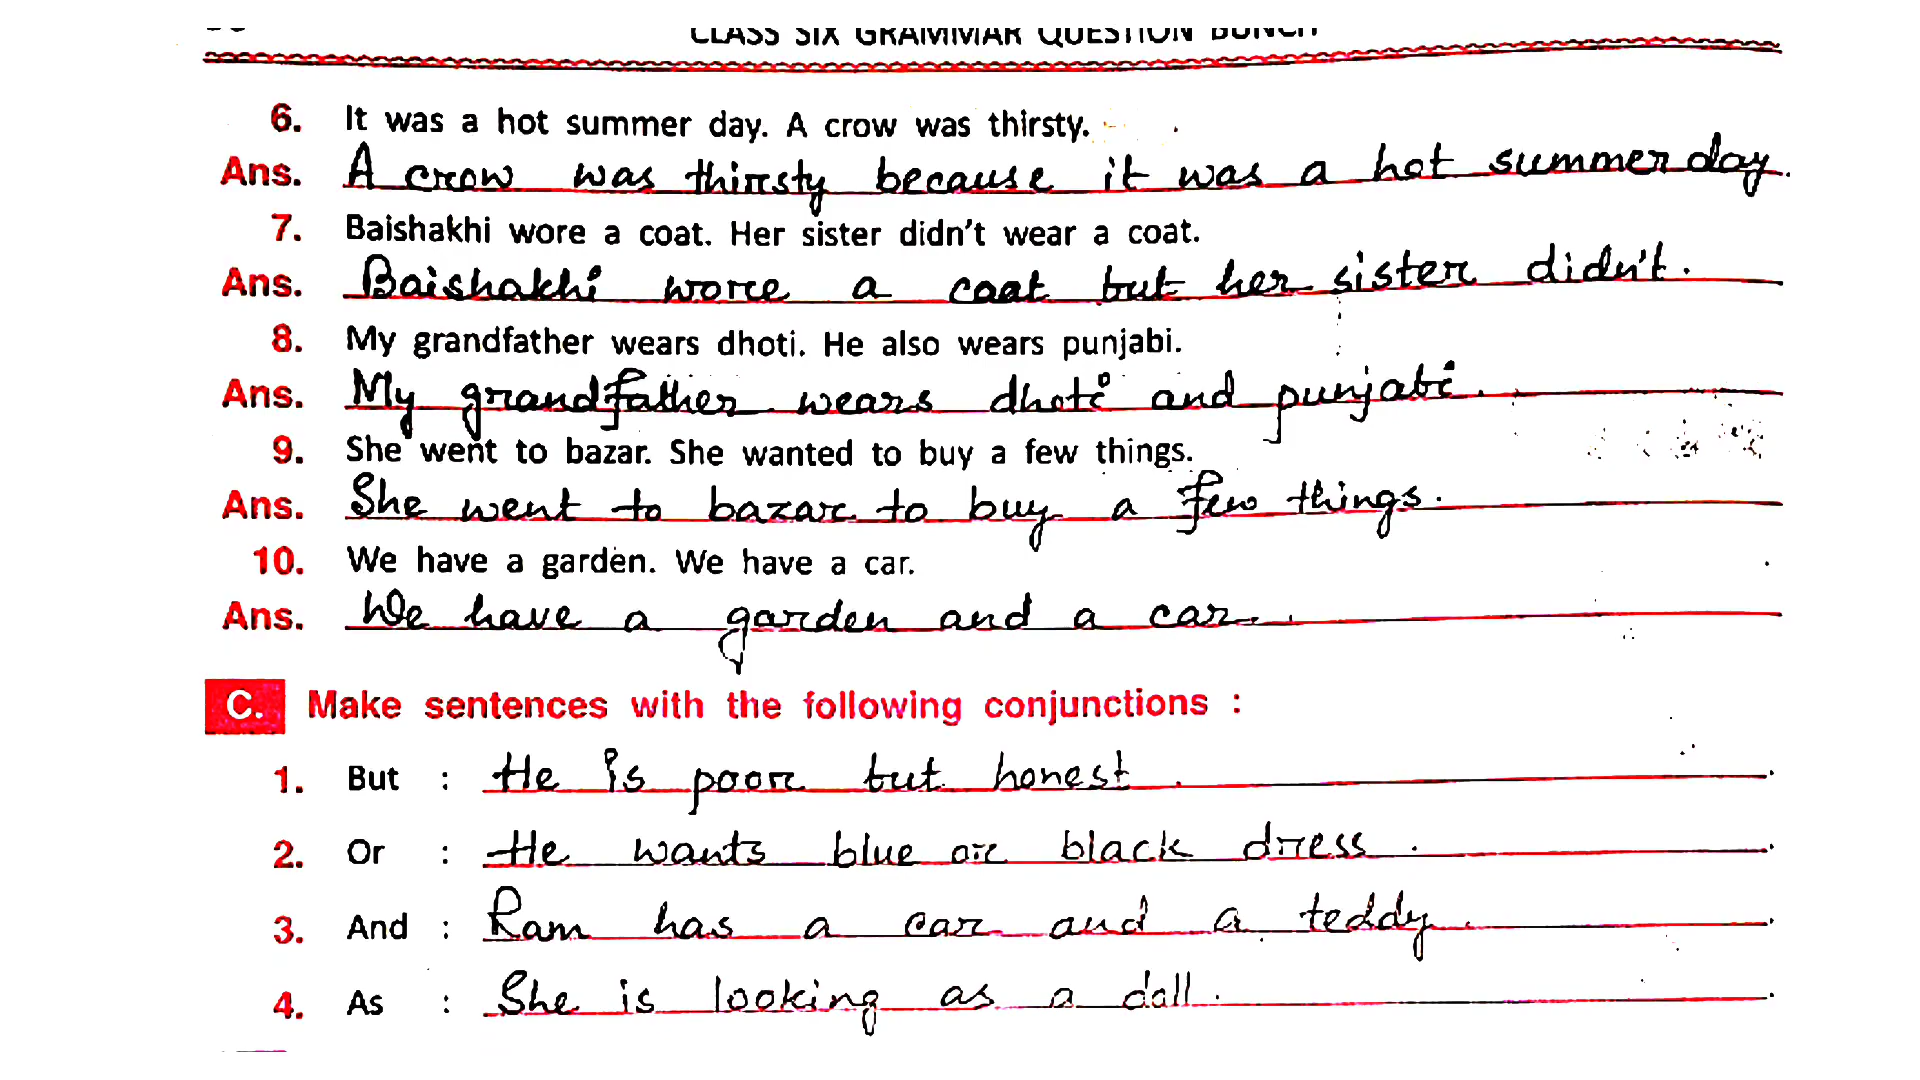 CLASS SIX GRAMMAR QUESTION BUNCH
6. It was a hot summer day. A crow was thirsty.
Ans. A crow was thirsty because it was a hot summer day.
7. Baishakhi wore a coat. Her sister didn't wear a coat.
Ans. Baishakhi wore a coat but her sister didn't.
8. My grandfather wears dhoti. He also wears punjabi.
Ans. My grandfather wears dhoti and punjabi.
9. She went to bazar. She wanted to buy a few things.
Ans. She went to bazar to buy a few things.
10. We have a garden. We have a car.
Ans. We have a garden and a car.
C. Make sentences with the following conjunctions :
1. But : He is poor but honest.
2. Or : He wants blue or black dress.
3. And : Ram has a car and a teddy.
4. As : She is looking as a doll.